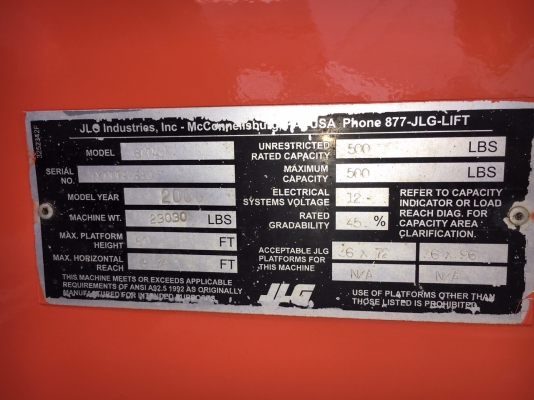 JLG Industries, Inc - McConnellsburg, USA Phone 877-JLG-LIFT
MODEL
SERIAL
NO.
MODEL YEAR
MACHINE WT. 23030 LBS
MAX. PLATFORM
HEIGHT FT
MAX. HORIZONTAL
REACH FT
THIS MACHINE MEETS OR EXCEEDS APPLICABLE
REQUIREMENTS OF ANSI A92.5 1992 AS ORIGINALLY
MANUFACTURED FOR INTENDED PURPOSES
UNRESTRICTED
RATED CAPACITY 500 LBS
MAXIMUM
CAPACITY 500 LBS
ELECTRICAL
SYSTEMS VOLTAGE 12
RATED
GRADABILITY 45 %
REFER TO CAPACITY
INDICATOR OR LOAD
REACH DIAG. FOR
CAPACITY AREA
CLARIFICATION.
ACCEPTABLE JLG
PLATFORMS FOR
THIS MACHINE
N/A N/A
JLG
USE OF PLATFORMS OTHER THAN
THOSE LISTED IS PROHIBITED